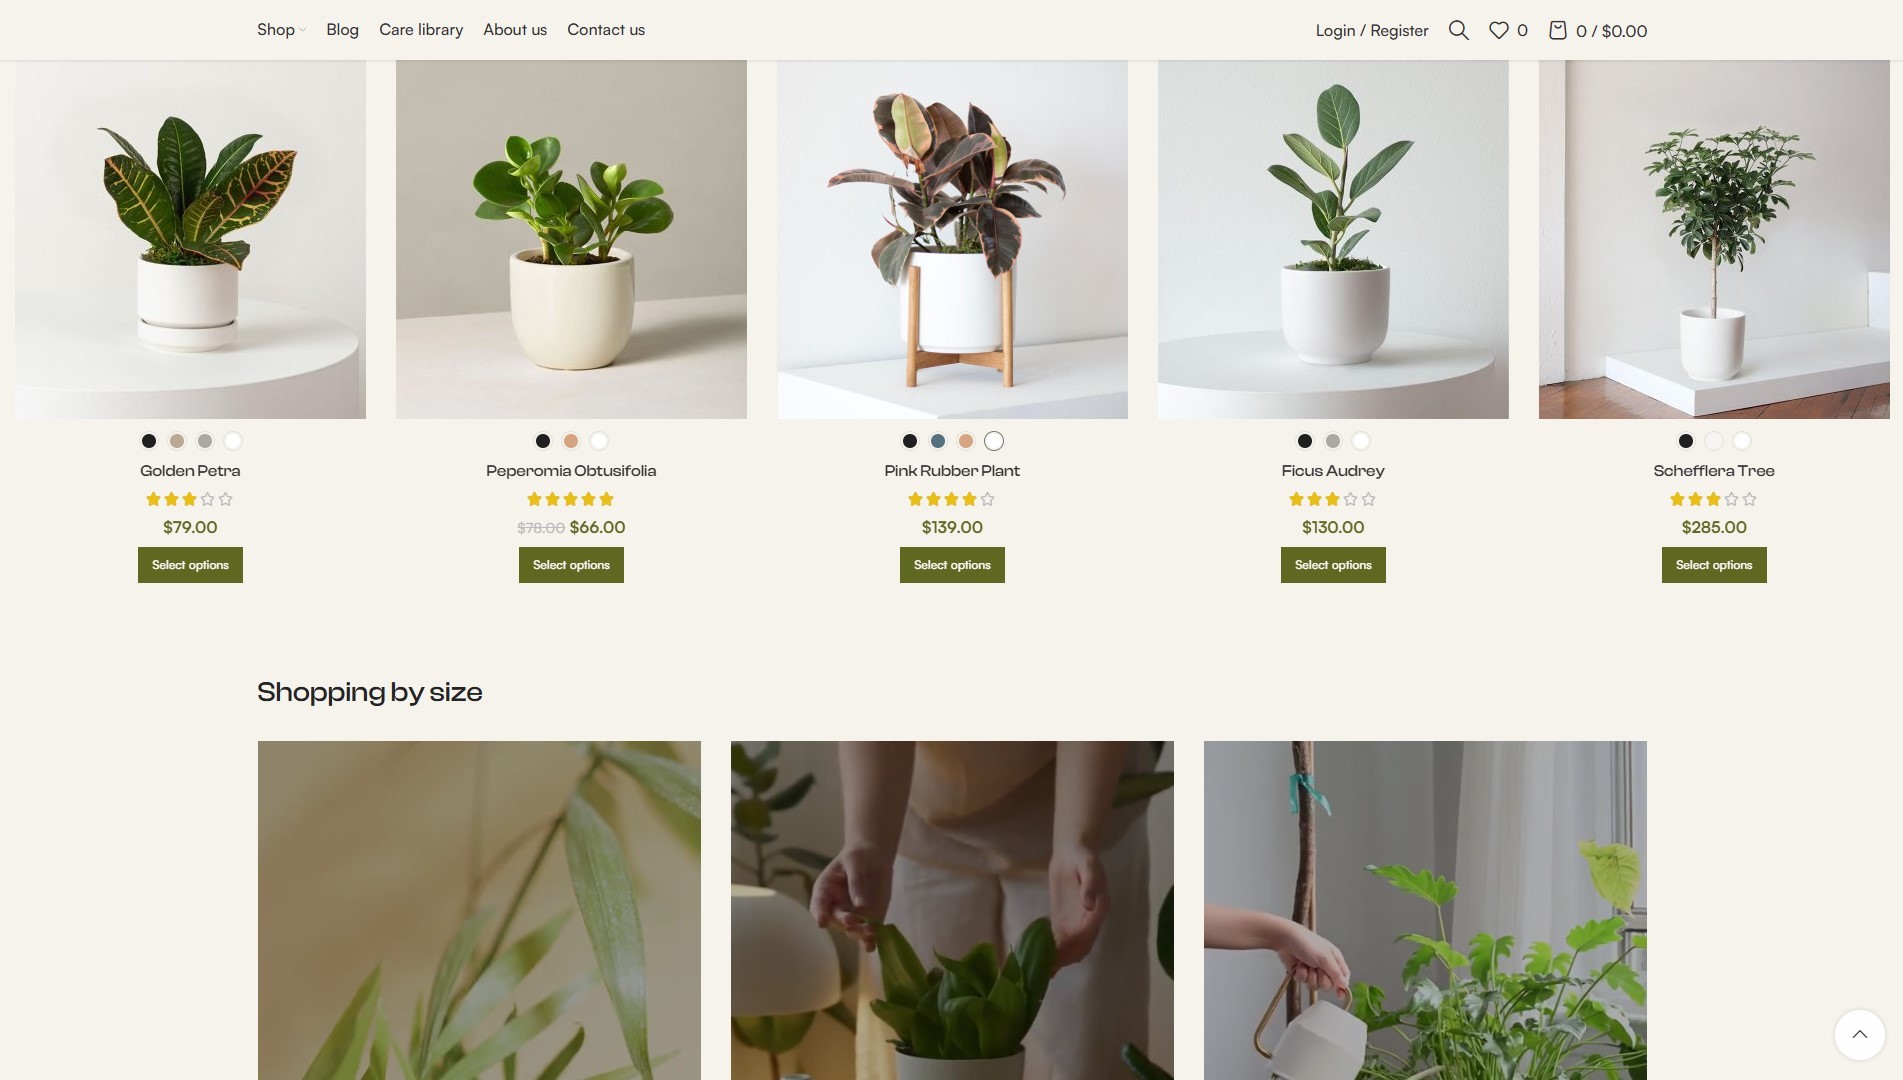 Shop Blog Care library About us Contact us Login / Register 0 0 / $0.00
Golden Petra
$79.00
Select options
Peperomia Obtusifolia
$78.00 $66.00
Select options
Pink Rubber Plant
$139.00
Select options
Ficus Audrey
$130.00
Select options
Schefflera Tree
$285.00
Select options
Shopping by size